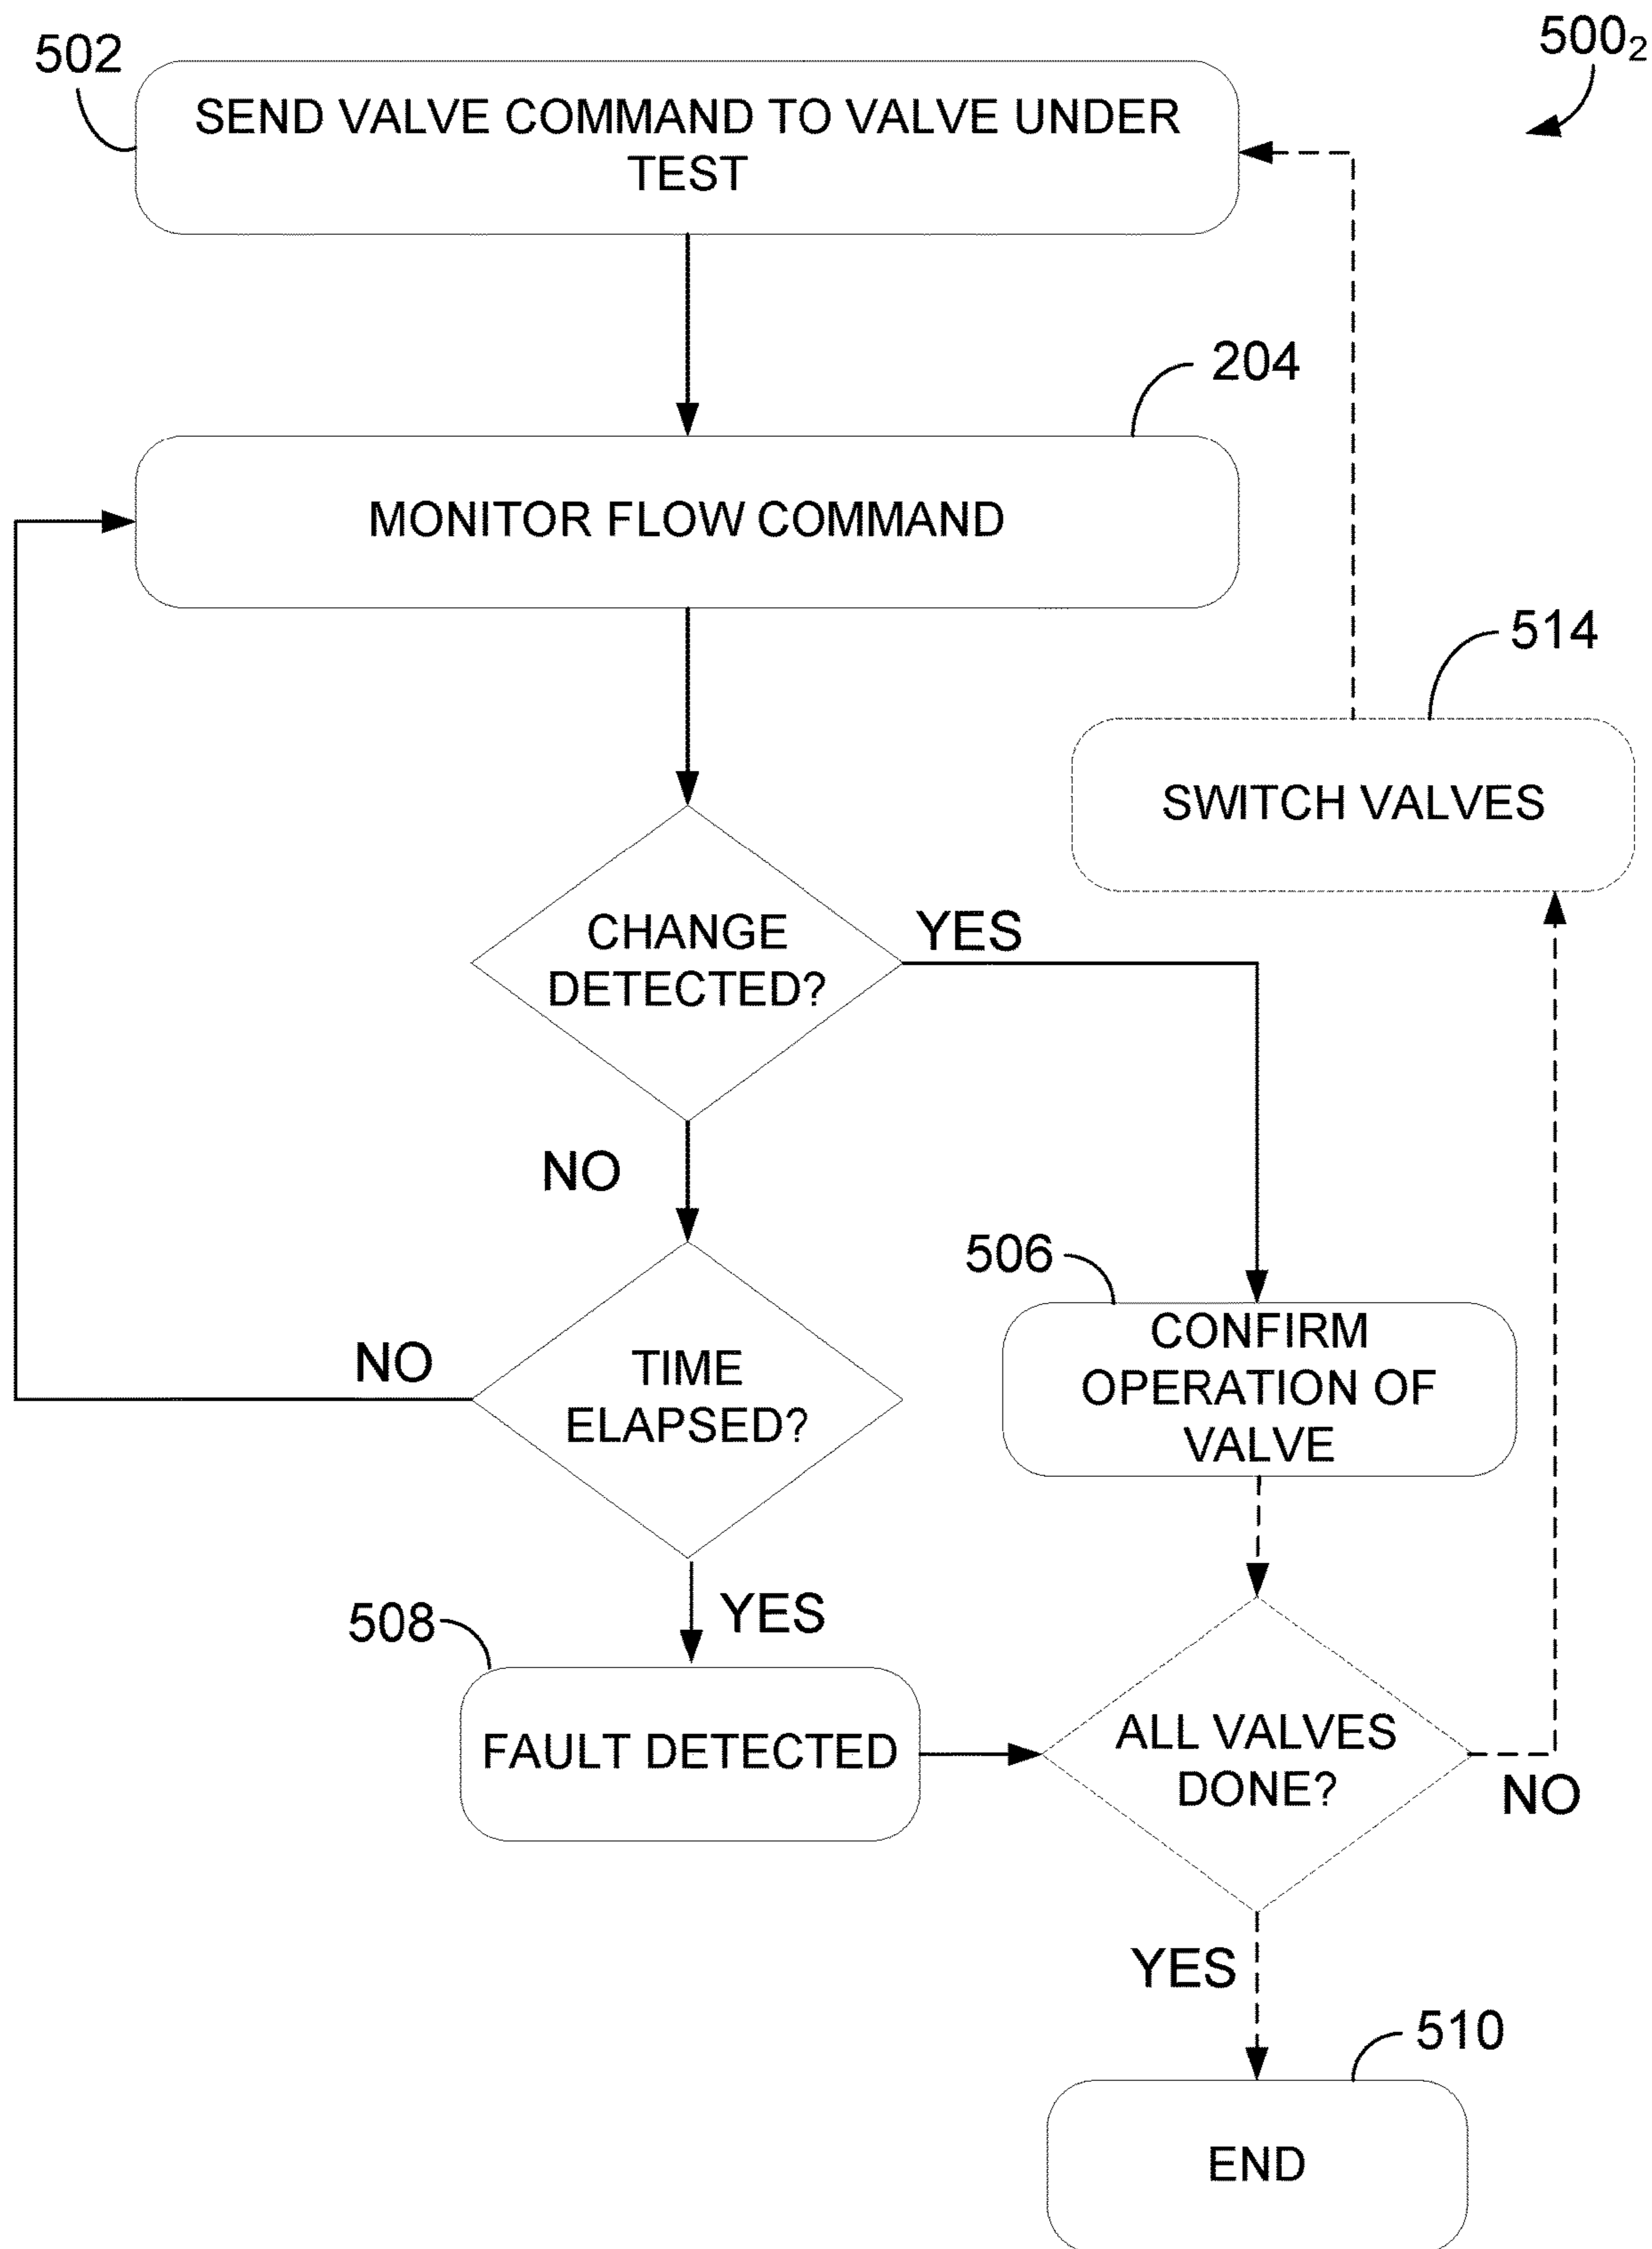 502
500₂
SEND VALVE COMMAND TO VALVE UNDER
TEST
204
MONITOR FLOW COMMAND
514
SWITCH VALVES
CHANGE
DETECTED?
YES
NO
506
CONFIRM
OPERATION OF
VALVE
NO
TIME
ELAPSED?
YES
508
FAULT DETECTED
ALL VALVES
DONE?
NO
YES
510
END